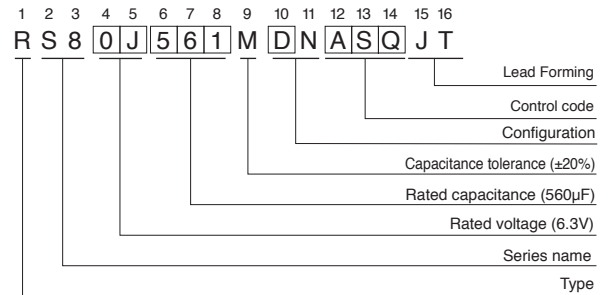 1 2 3 4 5 6 7 8 9 10 11 12 13 14 15 16
R S 8 0 J 5 6 1 M D N A S Q J T
Lead Forming
Control code
Configuration
Capacitance tolerance (±20%)
Rated capacitance (560μF)
Rated voltage (6.3V)
Series name
Type